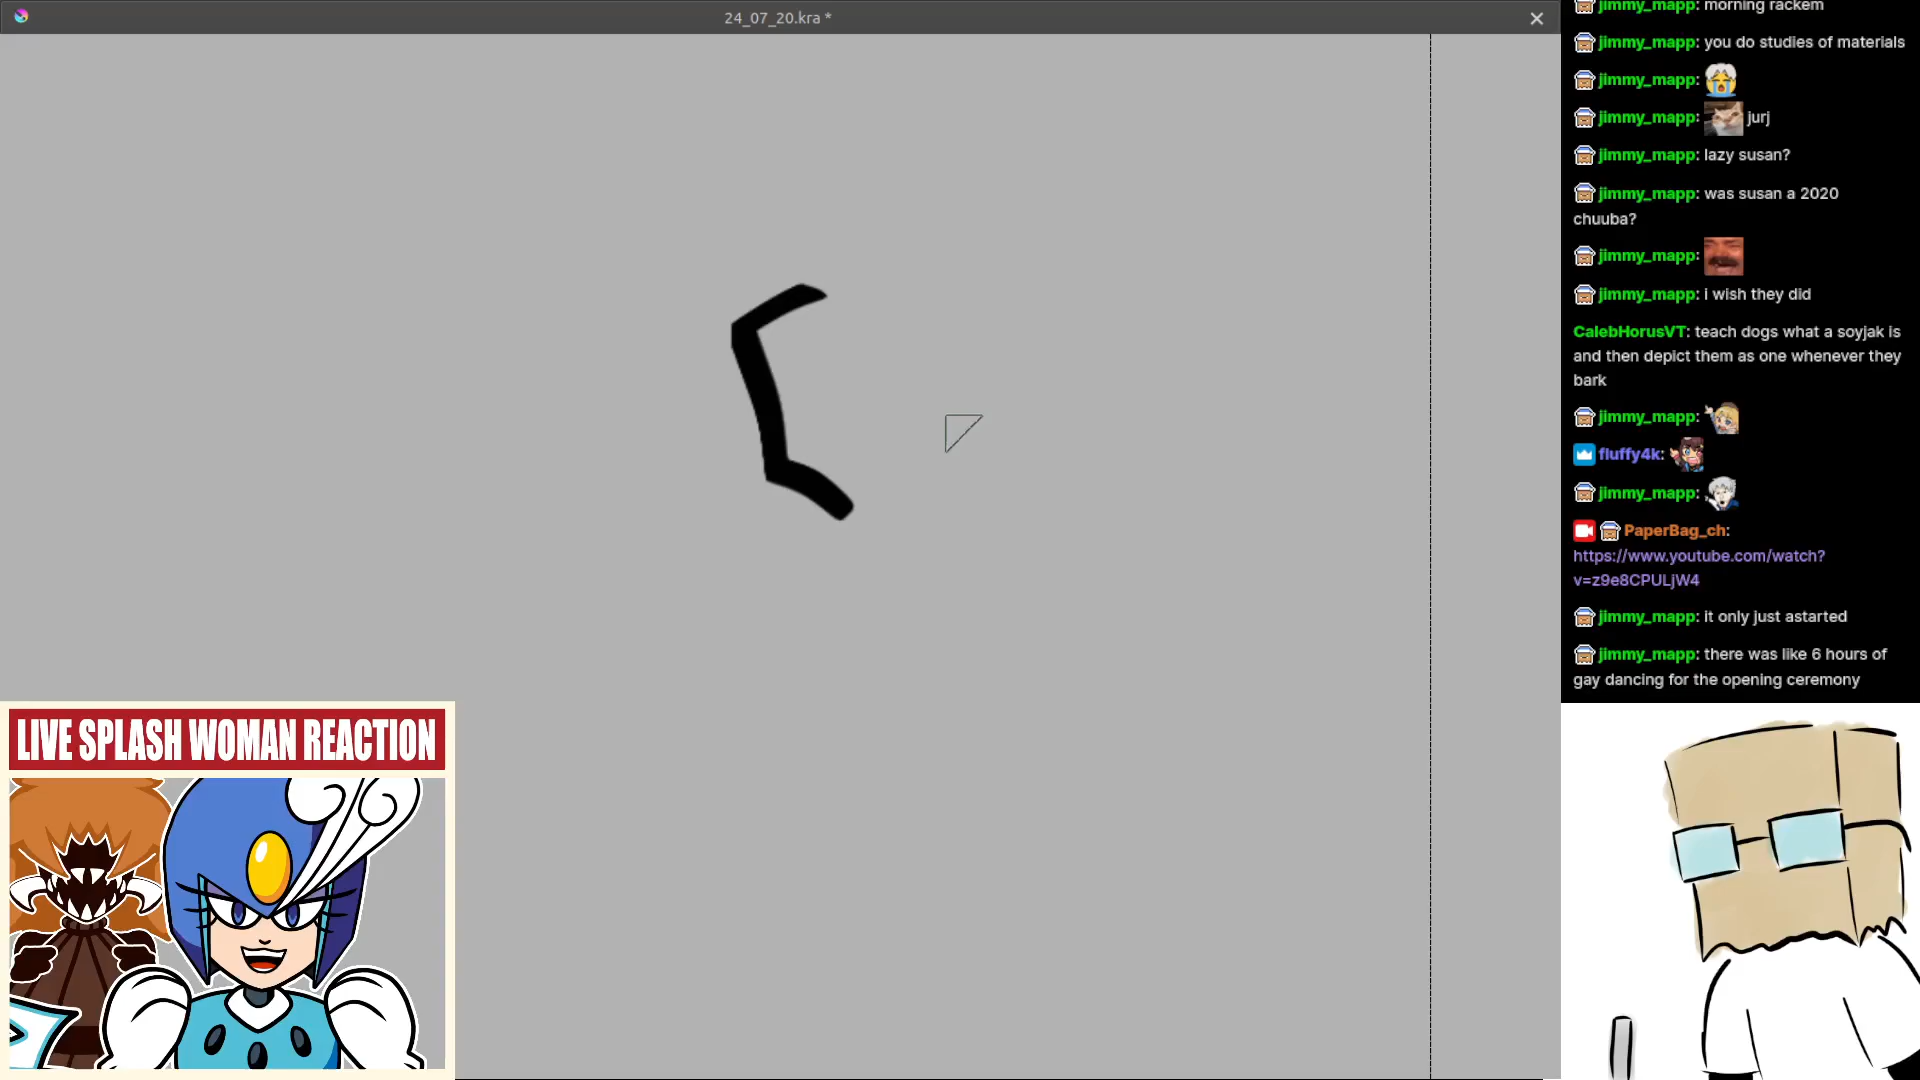 24_07_20.kra *
jimmy_mapp: morning rackem
jimmy_mapp: you do studies of materials
jimmy_mapp:
jimmy_mapp: jurj
jimmy_mapp: lazy susan?
jimmy_mapp: was susan a 2020
chuuba?
jimmy_mapp:
jimmy_mapp: i wish they did
CalebHorusVT: teach dogs what a soyjak is
and then depict them as one whenever they
bark
jimmy_mapp:
fluffy4k:
jimmy_mapp:
PaperBag_ch:
https://www.youtube.com/watch?
v=z9e8CPULjW4
jimmy_mapp: it only just astarted
jimmy_mapp: there was like 6 hours of
gay dancing for the opening ceremony
LIVE SPLASH WOMAN REACTION